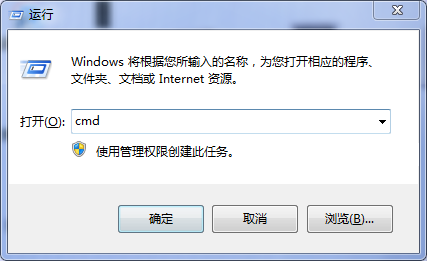 运行
Windows 将根据您所输入的名称，为您打开相应的程序、
文件夹、文档或 Internet 资源。
打开(O): cmd
使用管理权限创建此任务。
确定 取消 浏览(B)...